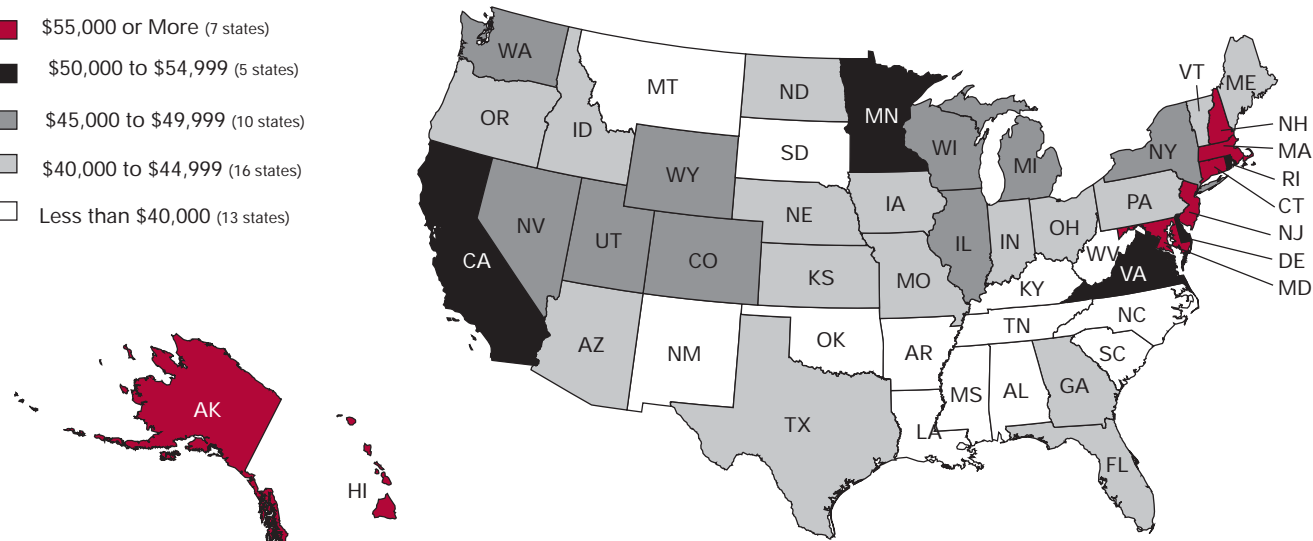 $55,000 or More (7 states)
$50,000 to $54,999 (5 states)
$45,000 to $49,999 (10 states)
$40,000 to $44,999 (16 states)
Less than $40,000 (13 states)
WA
MT
ND
MN
VT
ME
OR
ID
SD
WI
MI
NY
NH
MA
RI
CT
NJ
DE
MD
WY
NE
IA
PA
NV
UT
CO
IL
IN
OH
WV
VA
CA
KS
MO
KY
AZ
NM
OK
AR
TN
NC
SC
MS
AL
GA
TX
LA
FL
AK
HI